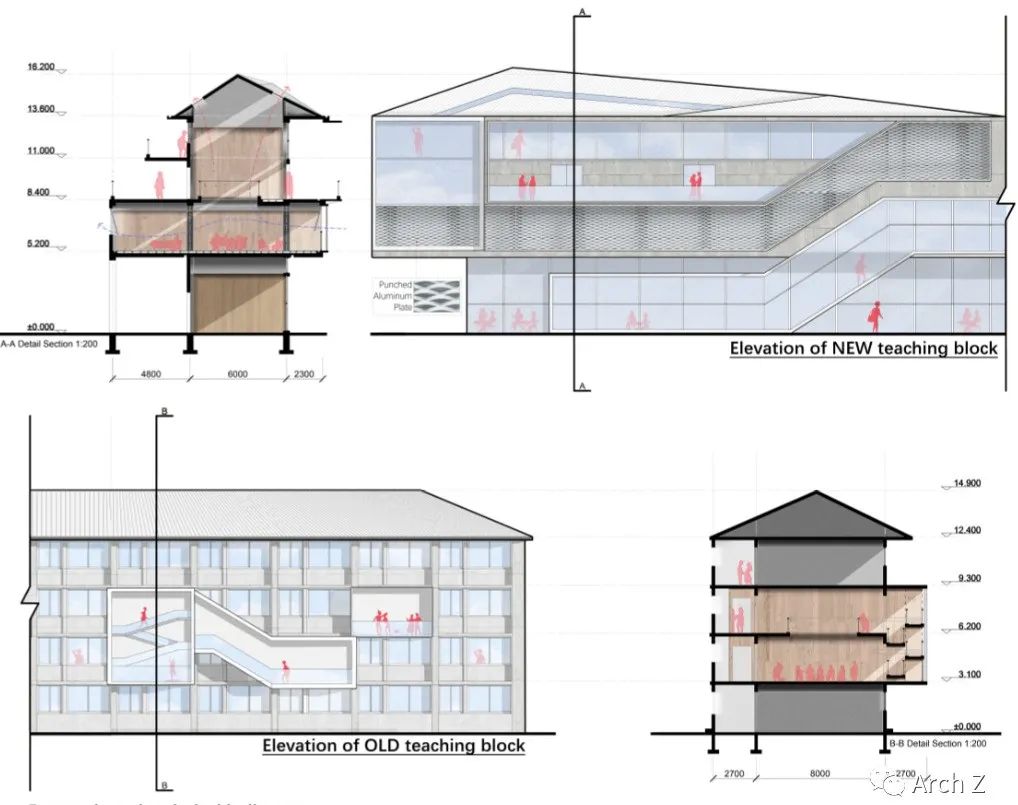 A
16.200
13.600
11.000
8.400
5.200
±0.000
A-A Detail Section 1:200
4800
6000
2300
Punched
Aluminum
Plate
Elevation of NEW teaching block
A
B
14.900
12.400
9.300
6.200
3.100
±0.000
Elevation of OLD teaching block
B-B Detail Section 1:200
2700
8000
2700
B
Arch Z